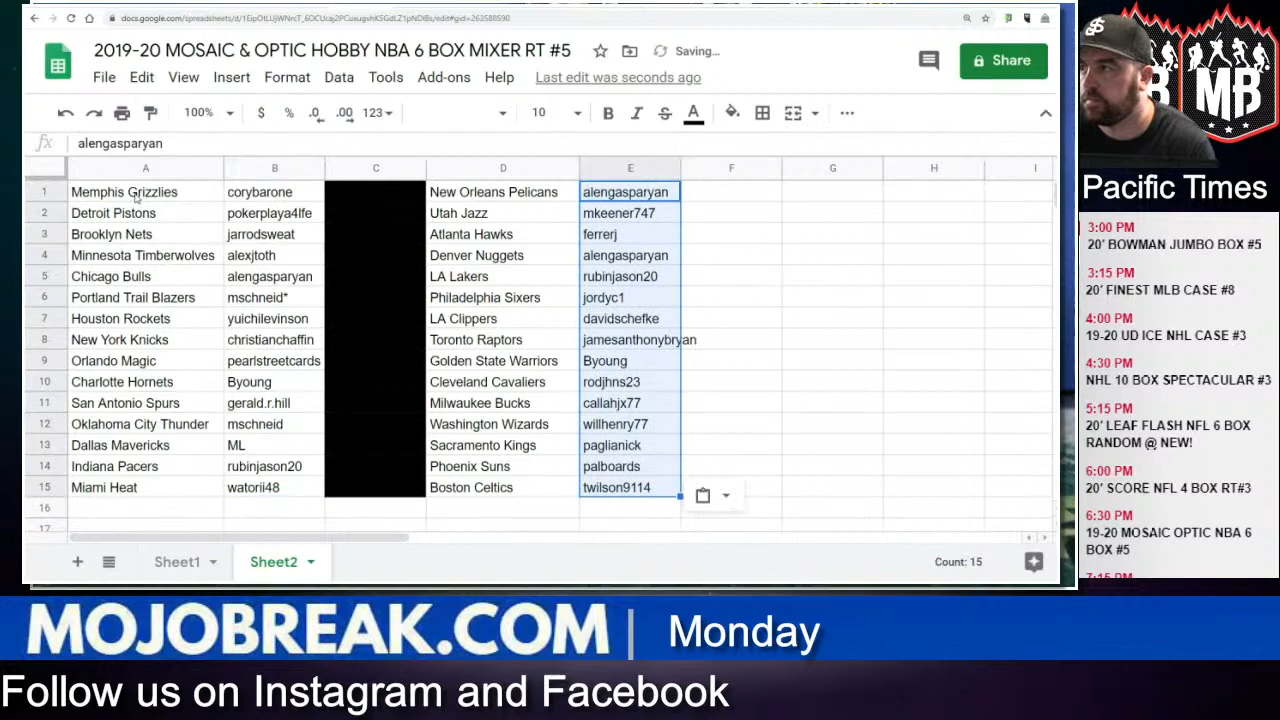 docs.google.com/spreadsheets/d/1EipOtLUjWNrcT_6DCUcaj2PCuxugvhK5GdLZ1pNDIBs/edit#gid=263588590
2019-20 MOSAIC & OPTIC HOBBY NBA 6 BOX MIXER RT #5
Saving...
Share
File Edit View Insert Format Data Tools Add-ons Help Last edit was seconds ago
100% $ % .0 .00 123 10 B I S A
fx alengasparyan
A B C D E F G H I
1 Memphis Grizzlies corybarone New Orleans Pelicans alengasparyan
2 Detroit Pistons pokerplaya4lfe Utah Jazz mkeener747
3 Brooklyn Nets jarrodsweat Atlanta Hawks ferrerj
4 Minnesota Timberwolves alexjtoth Denver Nuggets alengasparyan
5 Chicago Bulls alengasparyan LA Lakers rubinjason20
6 Portland Trail Blazers mschneid* Philadelphia Sixers jordyc1
7 Houston Rockets yuichilevinson LA Clippers davidschefke
8 New York Knicks christianchaffin Toronto Raptors jamesanthonybryan
9 Orlando Magic pearlstreetcards Golden State Warriors Byoung
10 Charlotte Hornets Byoung Cleveland Cavaliers rodjhns23
11 San Antonio Spurs gerald.r.hill Milwaukee Bucks callahjx77
12 Oklahoma City Thunder mschneid Washington Wizards willhenry77
13 Dallas Mavericks ML Sacramento Kings paglianick
14 Indiana Pacers rubinjason20 Phoenix Suns palboards
15 Miami Heat watorii48 Boston Celtics twilson9114
16
17
Sheet1 Sheet2 Count: 15
MB
Pacific Times
3:00 PM
20' BOWMAN JUMBO BOX #5
3:15 PM
20' FINEST MLB CASE #8
4:00 PM
19-20 UD ICE NHL CASE #3
4:30 PM
NHL 10 BOX SPECTACULAR #3
5:15 PM
20' LEAF FLASH NFL 6 BOX
RANDOM @ NEW!
6:00 PM
20' SCORE NFL 4 BOX RT#3
6:30 PM
19-20 MOSAIC OPTIC NBA 6
BOX #5
MOJOBREAK.COM Monday
Follow us on Instagram and Facebook